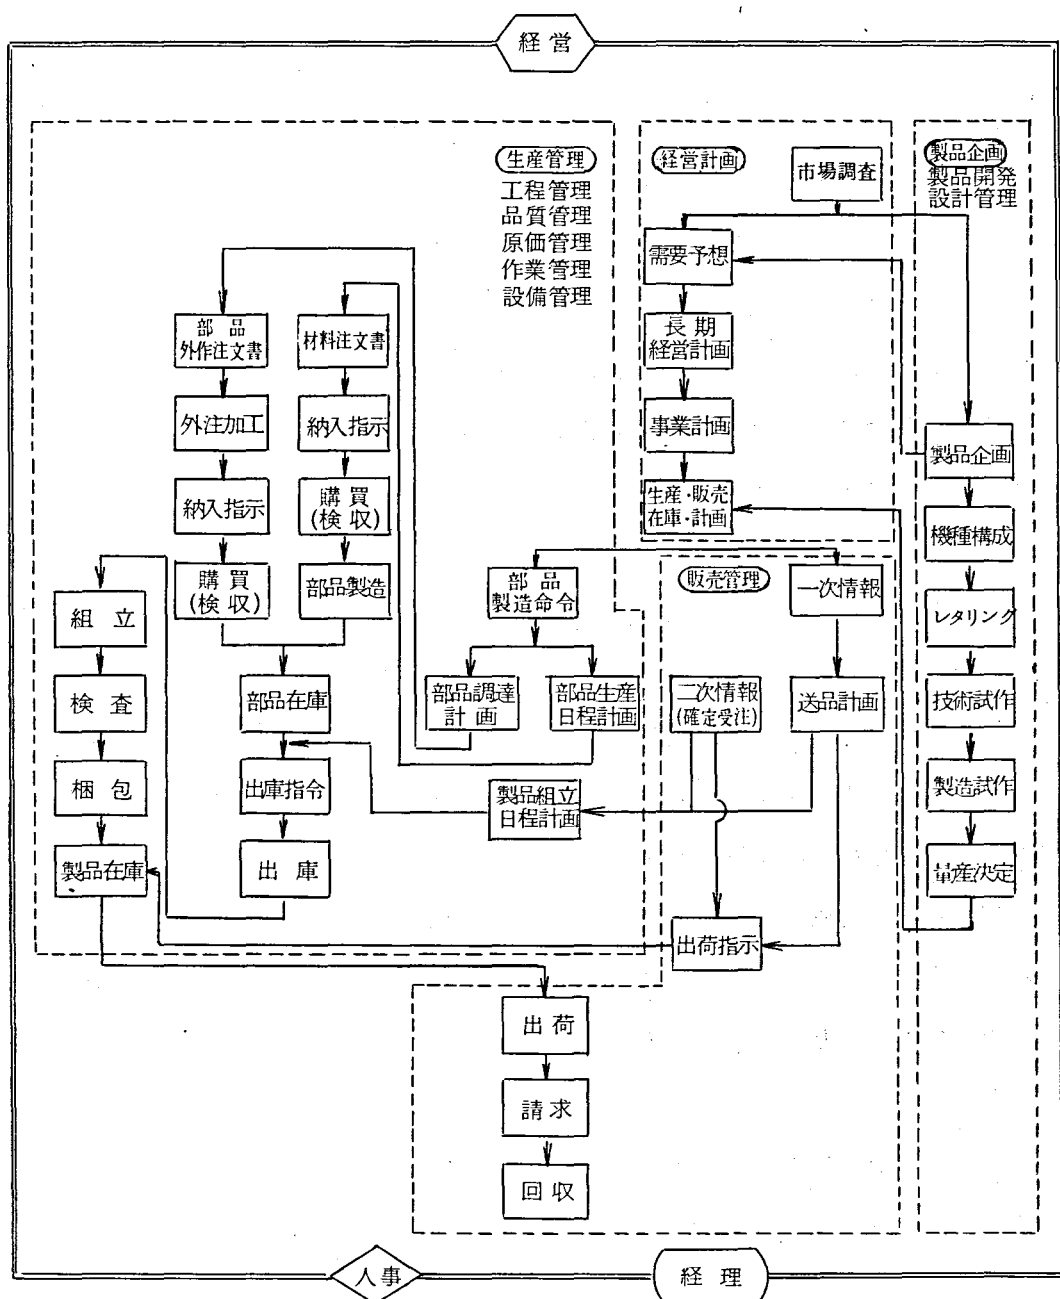 経営
生産管理
工程管理
品質管理
原価管理
作業管理
設備管理
経営計画
市場調査
製品企画
製品開発
設計管理
需要予想
部品
外作注文書
材料注文書
長期
経営計画
外注加工
納入指示
事業計画
製品企画
納入指示
購買
(検収)
生産・販売
在庫・計画
機種構成
購買
(検収)
部品製造
部品
製造命令
販売管理
一次情報
組立
レタリング
検査
部品在庫
部品調達
計画
部品生産
日程計画
二次情報
(確定受注)
送品計画
技術試作
梱包
出庫指令
製品組立
日程計画
製造試作
製品在庫
出庫
量産決定
出荷指示
出荷
請求
回収
人事
経理